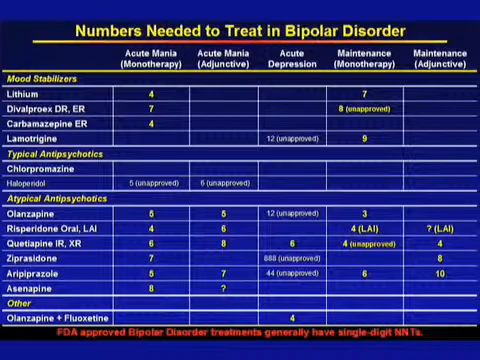 Numbers Needed to Treat in Bipolar Disorder
Acute Mania (Monotherapy) Acute Mania (Adjunctive) Acute Depression Maintenance (Monotherapy) Maintenance (Adjunctive)
Mood Stabilizers
Lithium 4 7
Divalproex DR, ER 7 8 (unapproved)
Carbamazepine ER 4
Lamotrigine 12 (unapproved) 9
Typical Antipsychotics
Chlorpromazine
Halopendol 5 (unapproved) 6 (unapproved)
Atypical Antipsychotics
Olanzapine 5 5 12 (unapproved) 3
Risperidone Oral, LAI 4 6 4 (LAI) ? (LAI)
Quetiapine IR, XR 6 8 6 4 (unapproved) 4
Ziprasidone 7 888 (unapproved) 8
Aripiprazole 5 7 44 (unapproved) 6 10
Asenapine 8 ?
Other
Olanzapine + Fluoxetine 4
FDA approved Bipolar Diaorder treatments generally have single-digit NNTs.